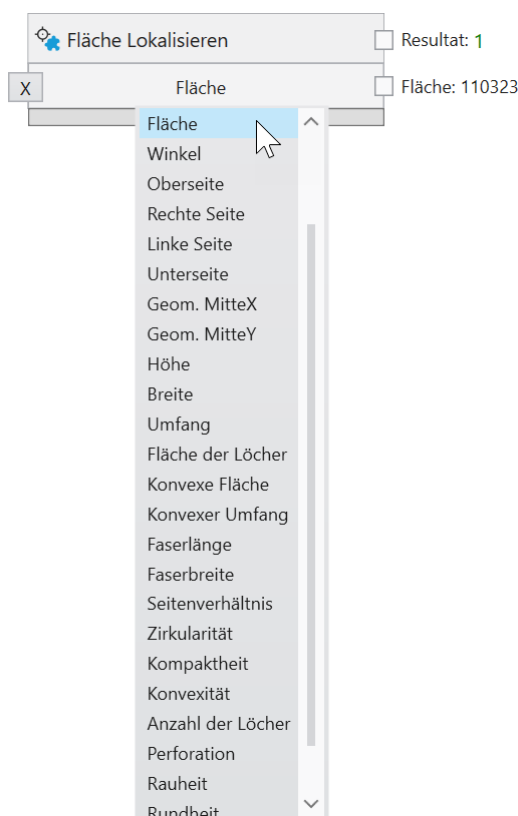 Fläche Lokalisieren
Resultat: 1
X
Fläche
Fläche: 110323
Fläche
Winkel
Oberseite
Rechte Seite
Linke Seite
Unterseite
Geom. MitteX
Geom. MitteY
Höhe
Breite
Umfang
Fläche der Löcher
Konvexe Fläche
Konvexer Umfang
Faserlänge
Faserbreite
Seitenverhältnis
Zirkularität
Kompaktheit
Konvexität
Anzahl der Löcher
Perforation
Rauheit
Rundheit